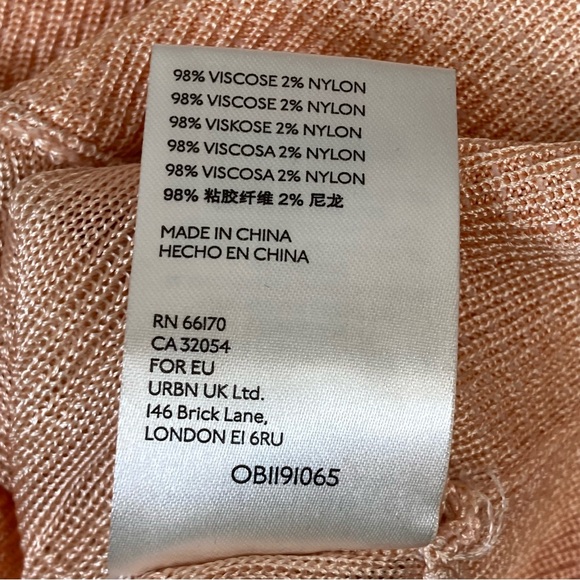 98% VISCOSE 2% NYLON
98% VISCOSE 2% NYLON
98% VISKOSE 2% NYLON
98% VISCOSA 2% NYLON
98% VISCOSA 2% NYLON
98% 粘胶纤维 2% 尼龙
MADE IN CHINA
HECHO EN CHINA
RN 66170
CA 32054
FOR EU
URBN UK Ltd.
146 Brick Lane,
LONDON E1 6RU
OB1191065